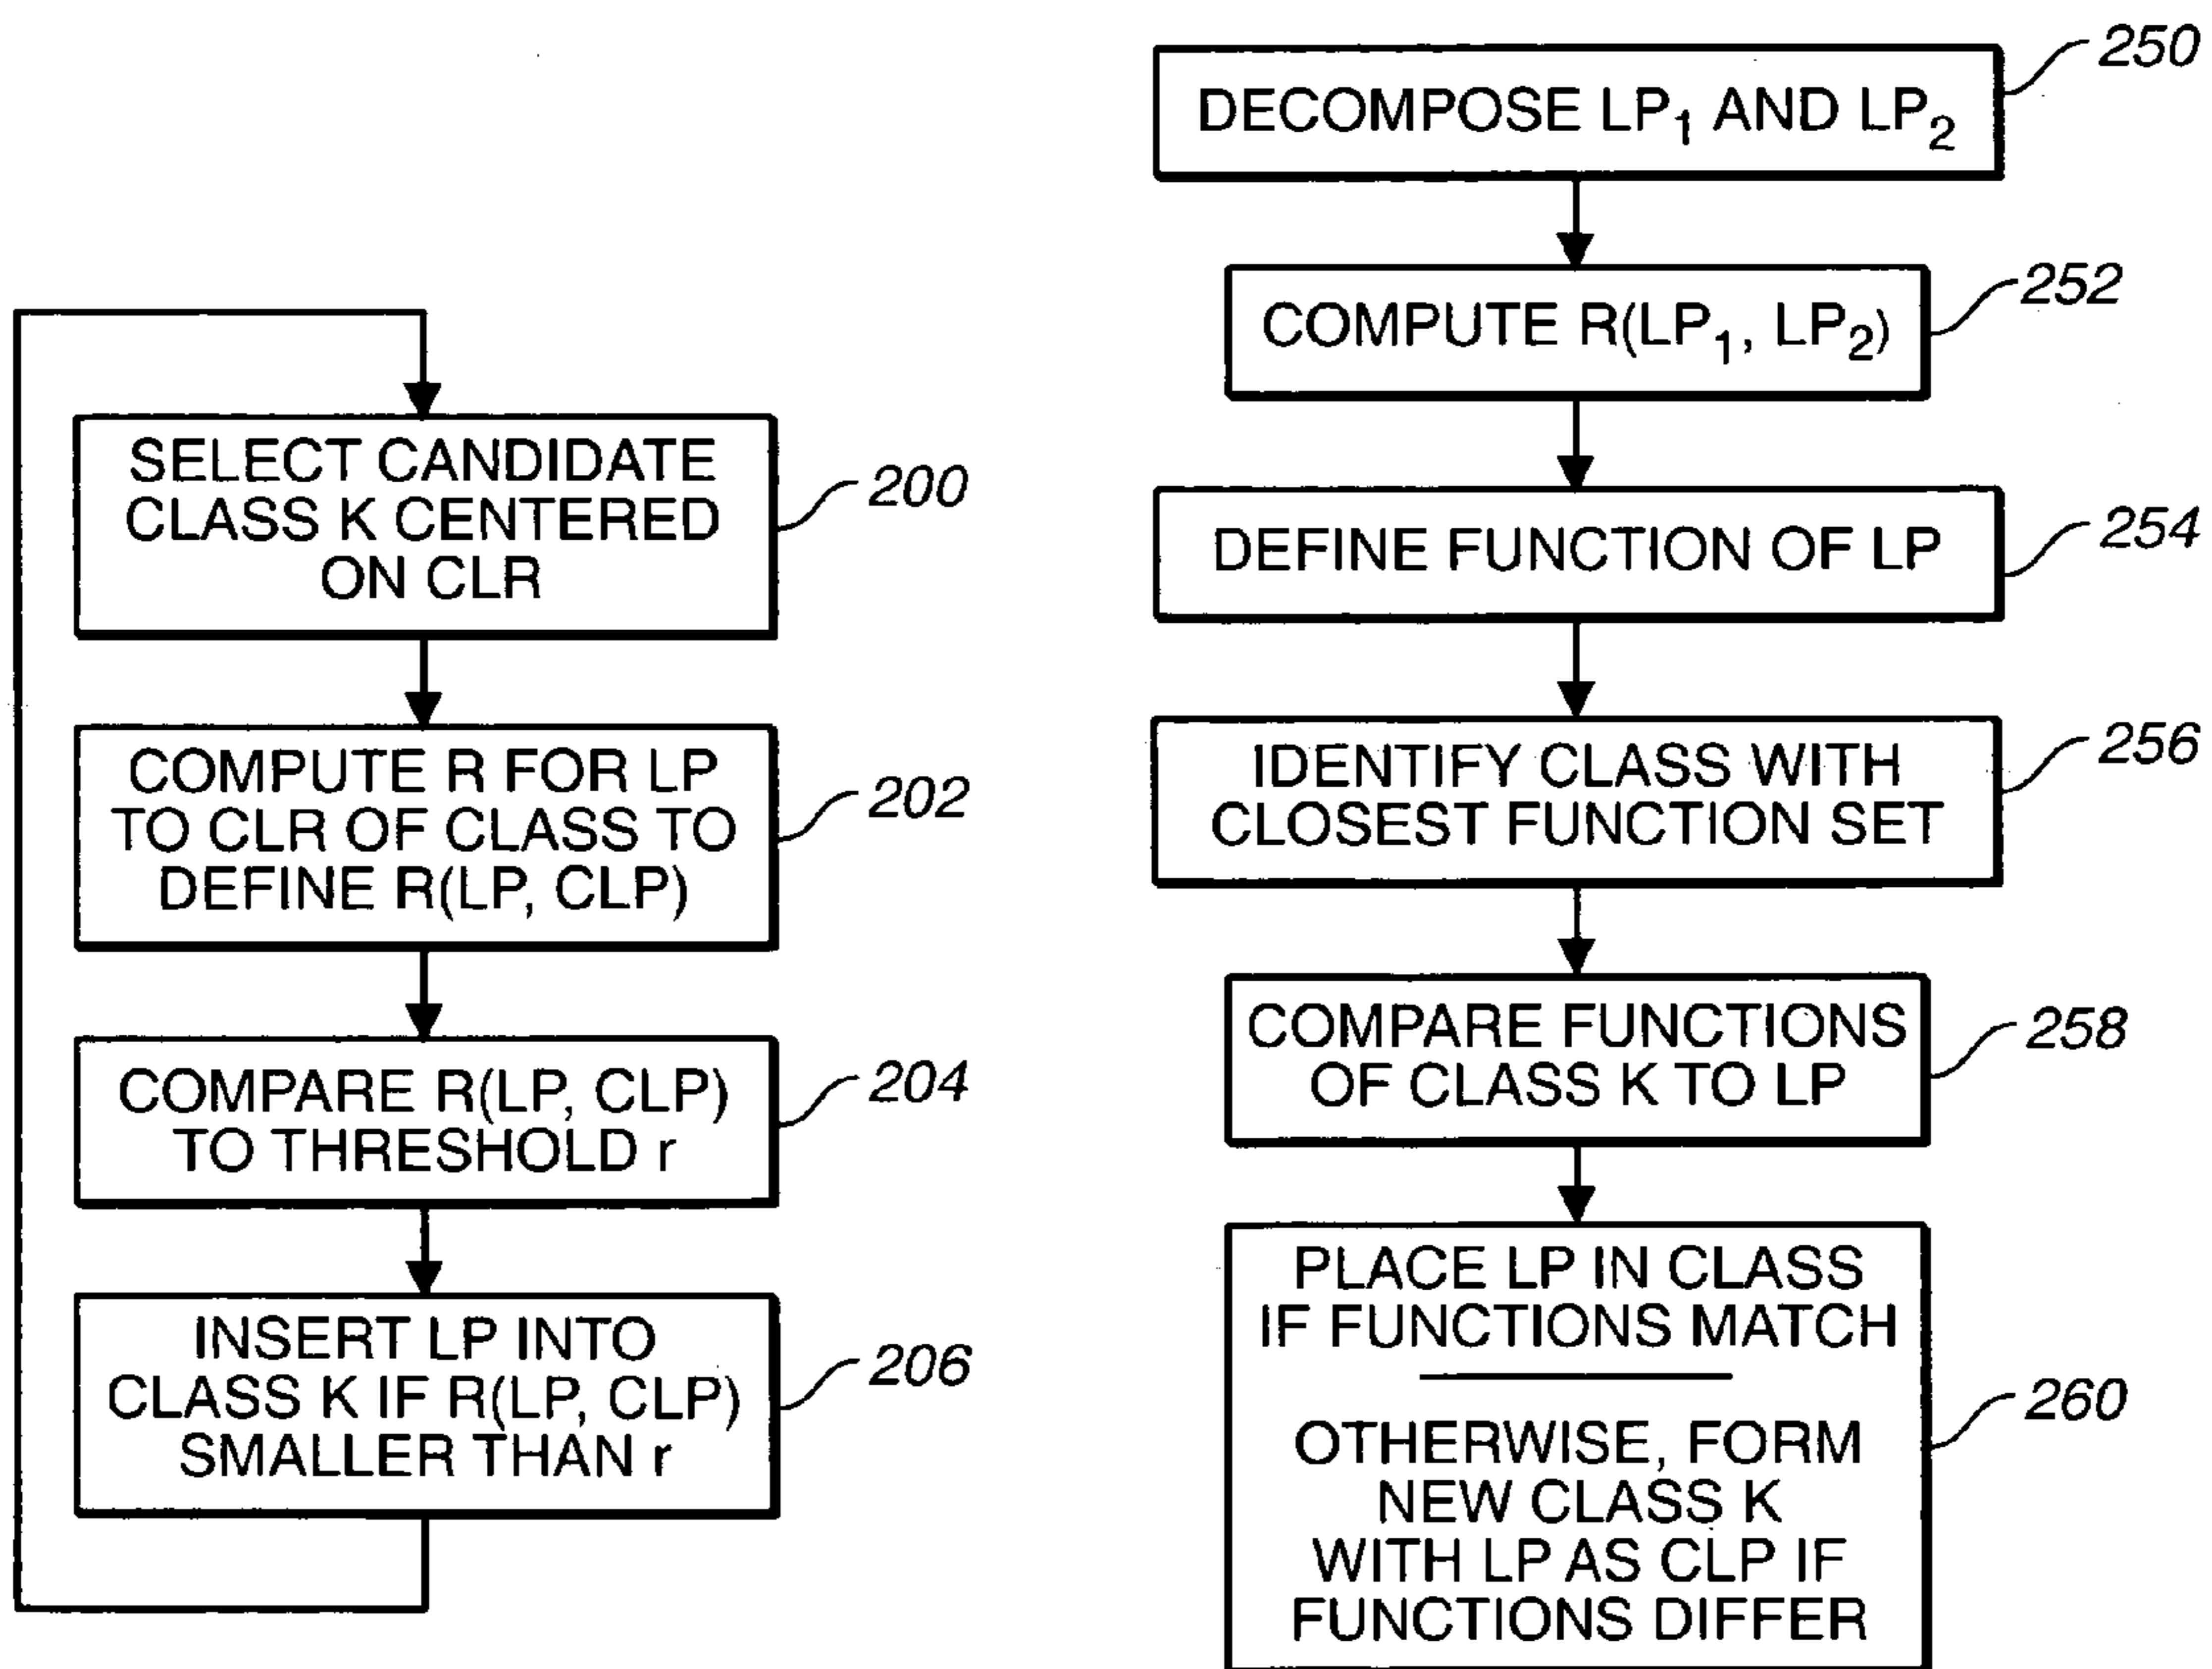 SELECT CANDIDATE
CLASS K CENTERED
ON CLR
200
COMPUTE R FOR LP
TO CLR OF CLASS TO
DEFINE R(LP, CLP)
202
COMPARE R(LP, CLP)
TO THRESHOLD r
204
INSERT LP INTO
CLASS K IF R(LP, CLP)
SMALLER THAN r
206
DECOMPOSE LP₁ AND LP₂
250
COMPUTE R(LP₁, LP₂)
252
DEFINE FUNCTION OF LP
254
IDENTIFY CLASS WITH
CLOSEST FUNCTION SET
256
COMPARE FUNCTIONS
OF CLASS K TO LP
258
PLACE LP IN CLASS
IF FUNCTIONS MATCH
OTHERWISE, FORM
NEW CLASS K
WITH LP AS CLP IF
FUNCTIONS DIFFER
260